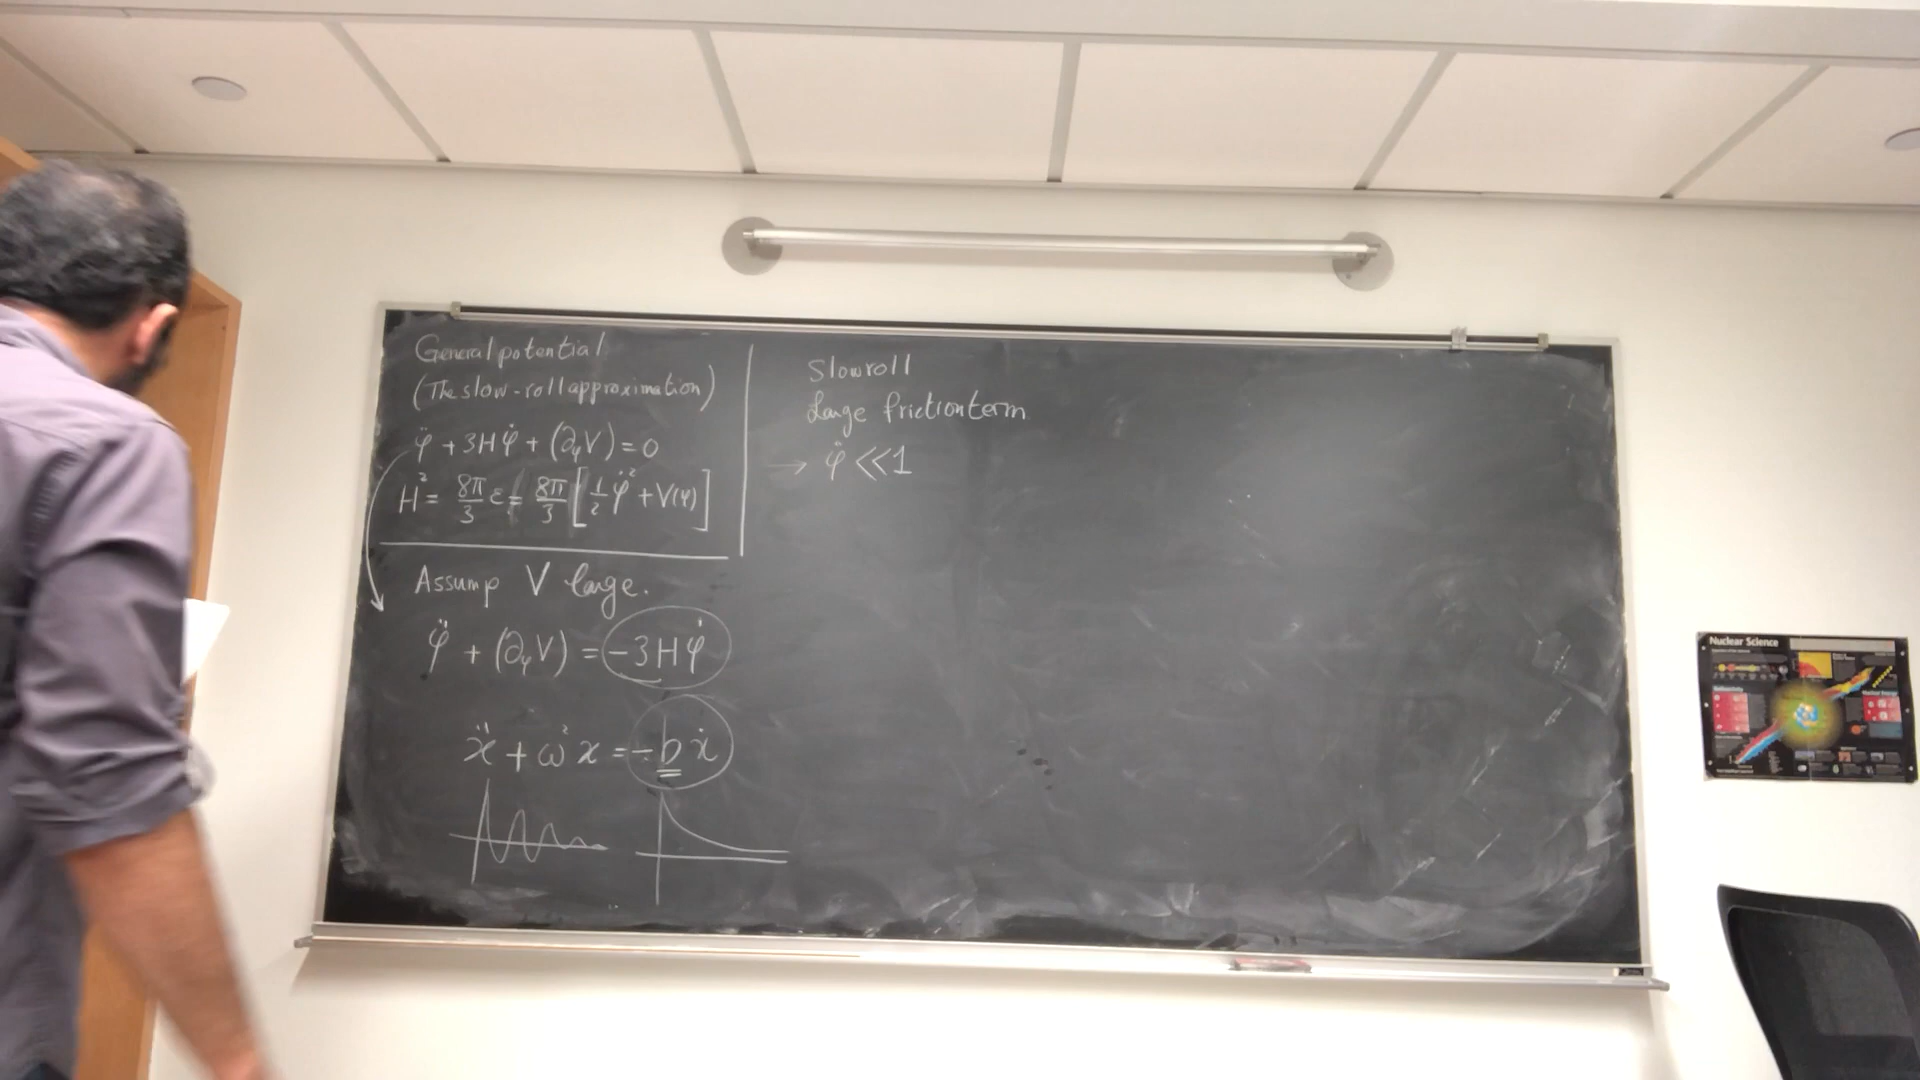 General potential
(The slow-roll approximation)
φ̈ + 3Hφ̇ + (∂φV) = 0
H² = 8π/3 ε = 8π/3 [1/2 φ̇² + V(φ)]
Assump V large.
φ̈ + (∂φV) = -3Hφ̇
ẍ + ω²x = -bẋ
Slowroll
Large friction term
→ φ̈ << 1
Nuclear Science